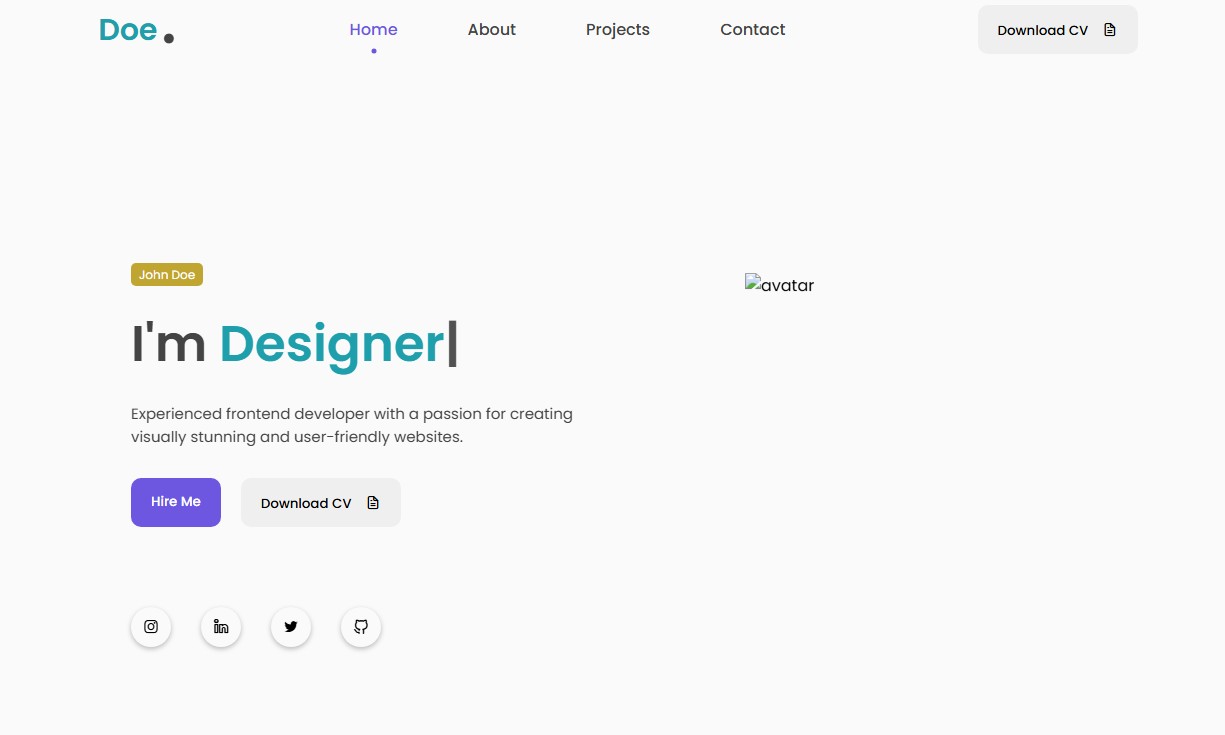 Doe .
Home
About
Projects
Contact
Download CV
John Doe
avatar
I'm Designer|
Experienced frontend developer with a passion for creating
visually stunning and user-friendly websites.
Hire Me
Download CV